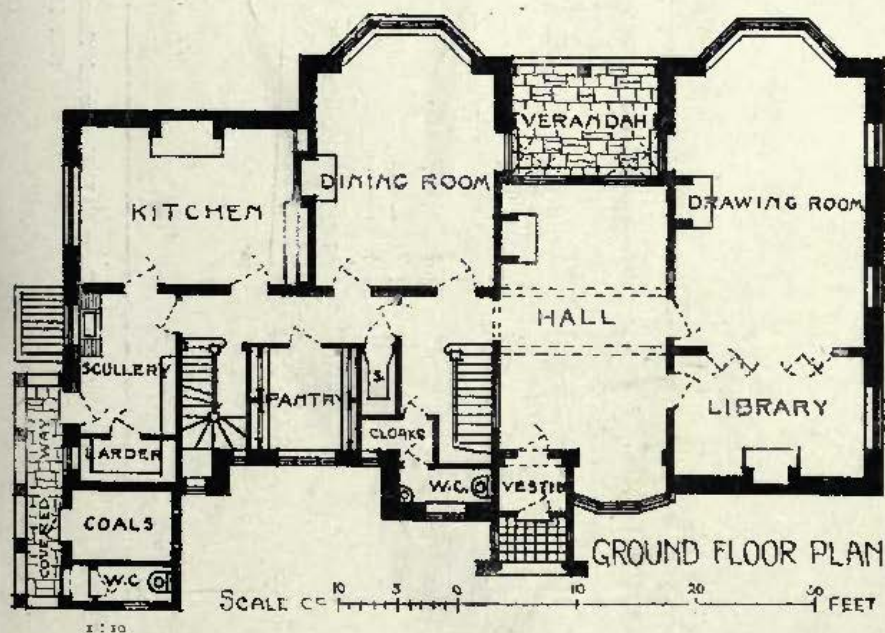 VERANDAH
DINING ROOM
KITCHEN
DRAWING ROOM
HALL
SCULLERY
S.
PANTRY
LIBRARY
CLOAKS
LARDER
W.C.
VESTIB
COALS
COVERED WAY
W.C
GROUND FLOOR PLAN
SCALE OF 10 5 0 10 20 30 FEET